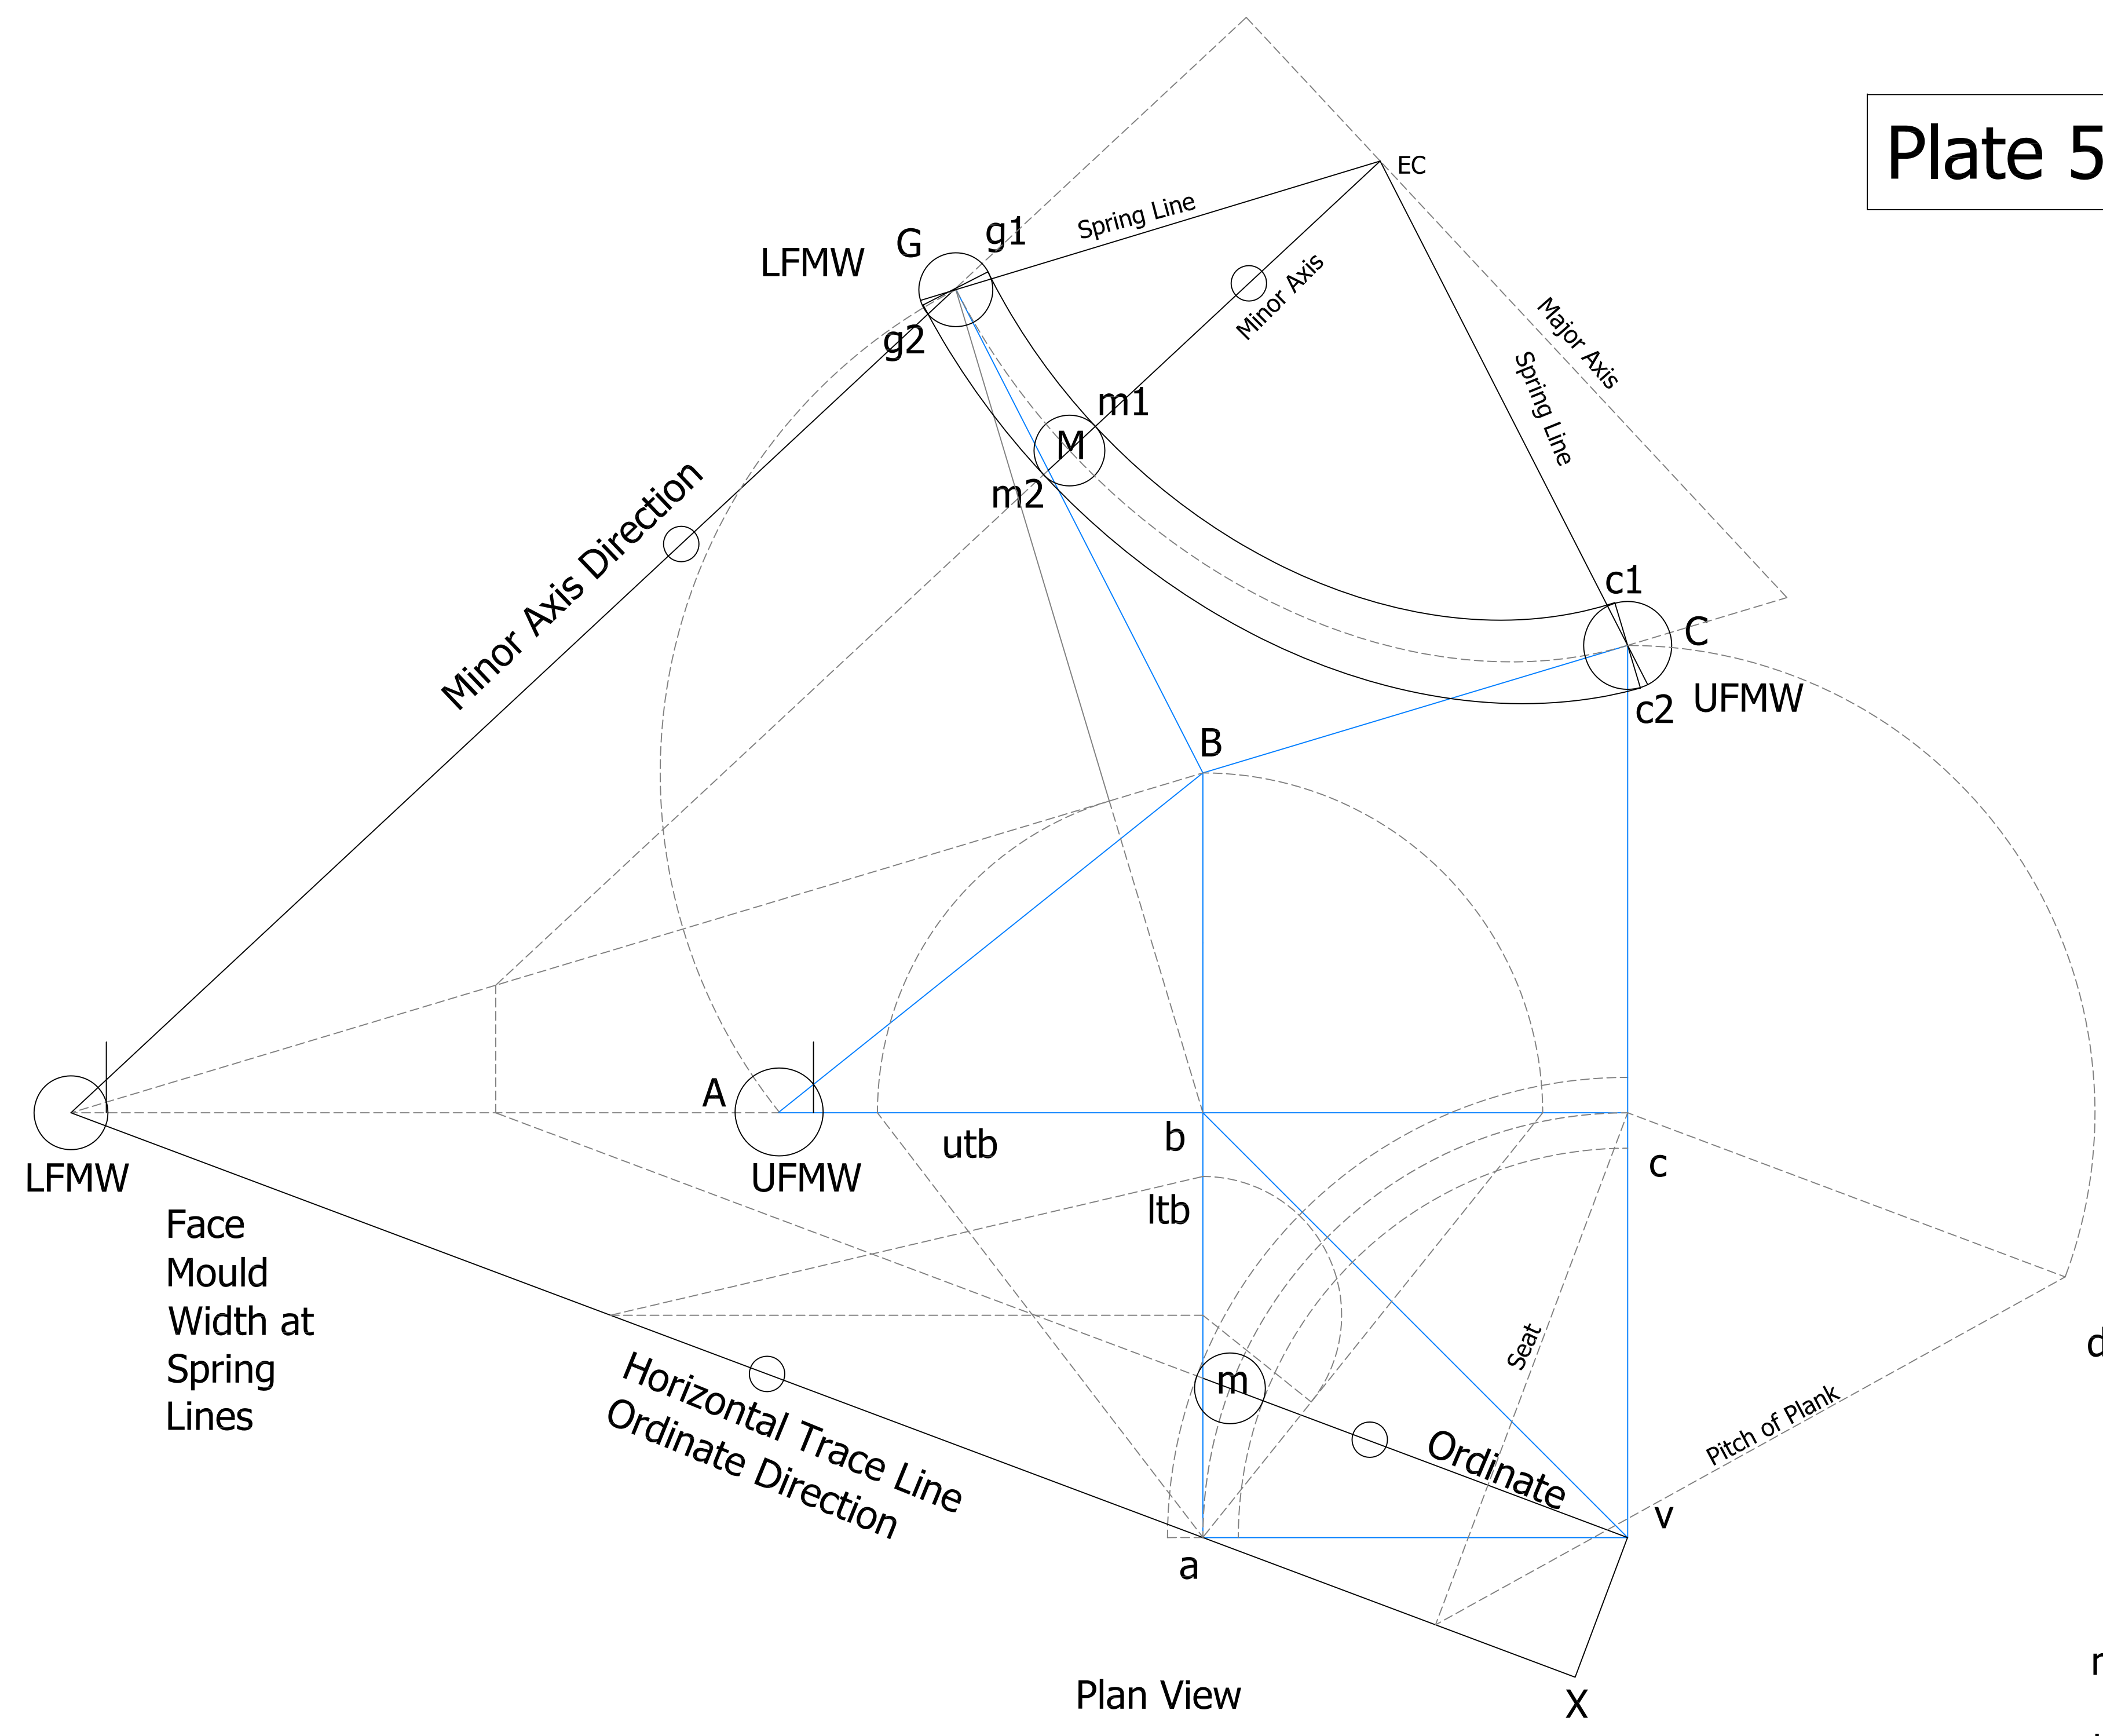 Plate 5
EC
Spring Line
g1
G
LFMW
Minor Axis
Major Axis
g2
Spring Line
m1
M
m2
Minor Axis Direction
c1
C
UFMW
c2
B
A
utb
b
c
LFMW
UFMW
ltb
Face
Mould
Width at
Spring
Lines
Seat
d
m
Horizontal Trace Line
Ordinate Direction
Pitch of Plank
Ordinate
v
a
Plan View
X